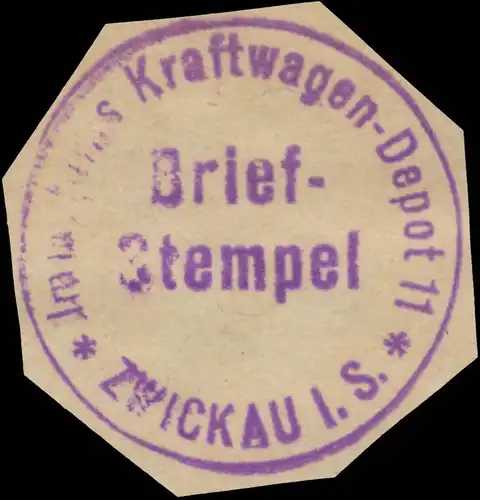 Kraftwagen-Depot 11
Brief-
Stempel
* ZWICKAU I. S. *